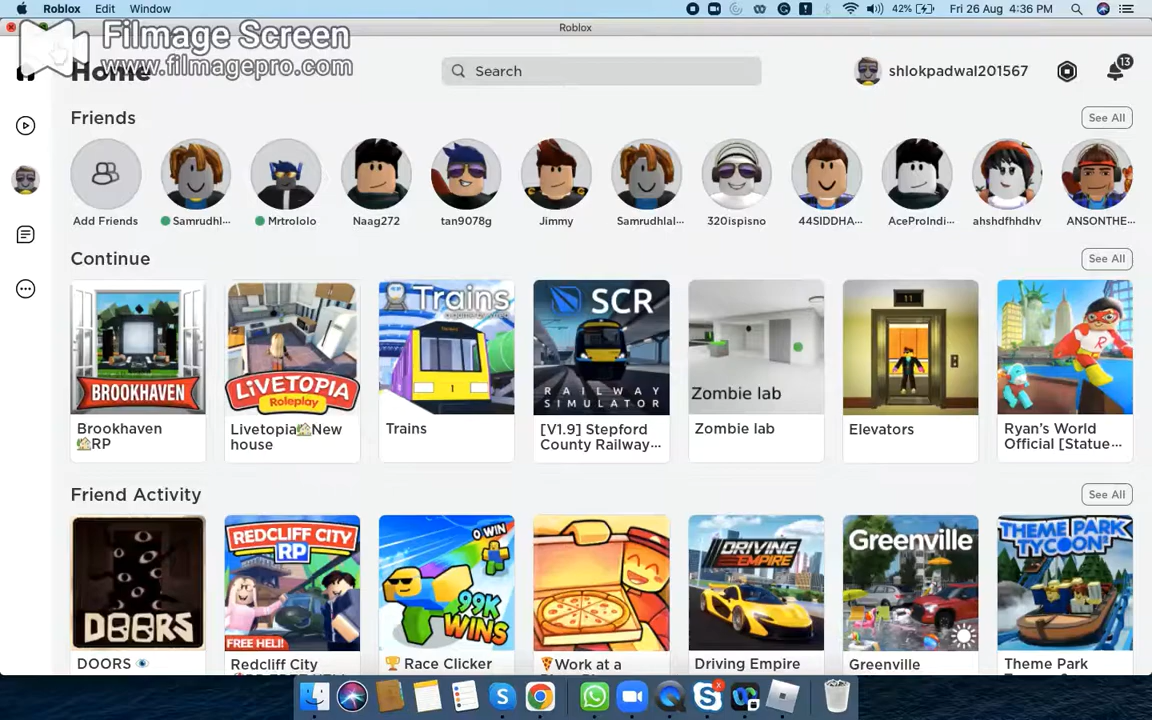 Roblox Edit Window 42% Fri 26 Aug 4:36 PM
Roblox
Filmage Screen
www.filmagepro.com
Home
Search
shlokpadwal201567
13
Friends
See All
Add Friends
Samrudhl...
Mrtrololo
Naag272
tan9078g
Jimmy
Samrudhlal...
320ispisno
44SIDDHA...
AceProIndi...
ahshdfhhdhv
ANSONTHE...
Continue
See All
BROOKHAVEN
LIVETOPIA
Roleplay
Trains
1
SCR
RAILWAY
SIMULATOR
Zombie lab
11
R
Brookhaven
🏡RP
Livetopia🏡New
house
Trains
[V1.9] Stepford
County Railway...
Zombie lab
Elevators
Ryan's World
Official [Statue...
Friend Activity
See All
DOORS
REDCLIFF CITY
RP
FREE HELI!
0 WIN
99K
WINS
DRIVING
EMPIRE
Greenville
THEME PARK
TYCOON
DOORS 👁️
Redcliff City
🏆 Race Clicker
🍕Work at a
Driving Empire
Greenville
Theme Park